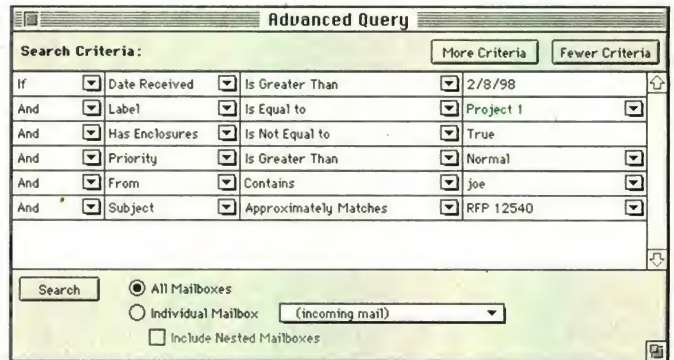 Advanced Query
Search Criteria:
More Criteria
Fewer Criteria
If Date Received Is Greater Than 2/8/98
And Label Is Equal to Project 1
And Has Enclosures Is Not Equal to True
And Priority Is Greater Than Normal
And From Contains joe
And Subject Approximately Matches RFP 12540
Search
All Mailboxes
Individual Mailbox (incoming mail)
Include Nested Mailboxes